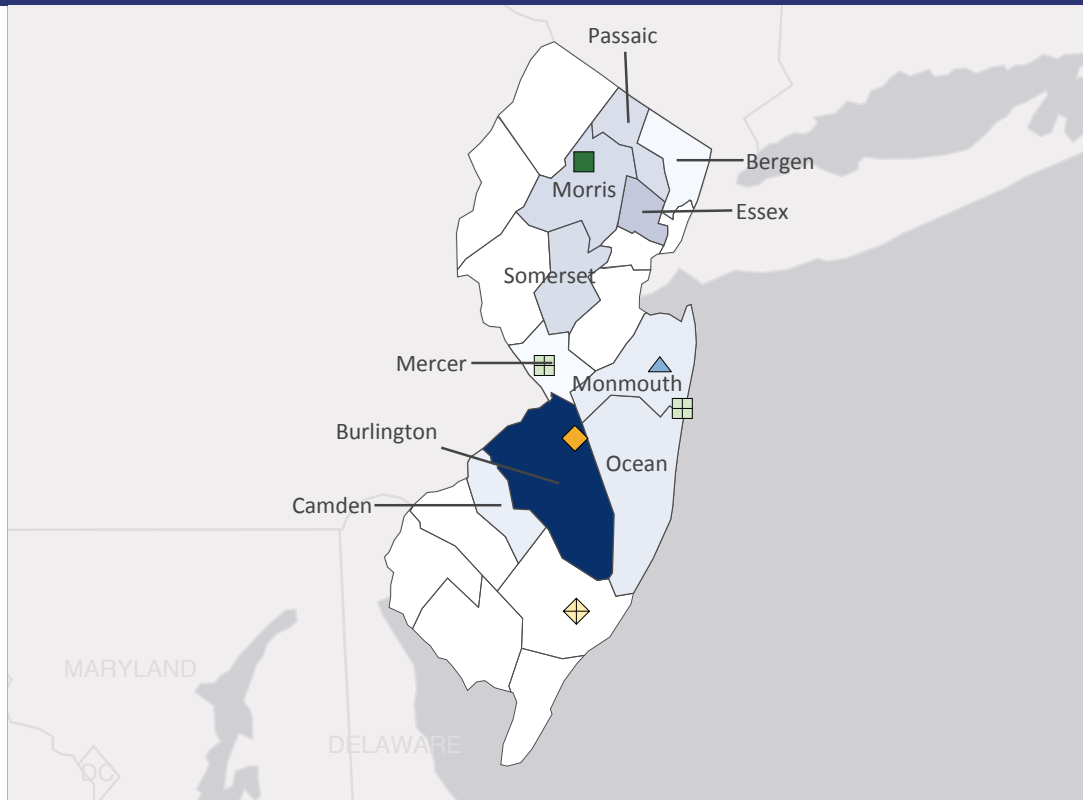 Passaic
Bergen
Morris
Essex
Somerset
Mercer
Monmouth
Burlington
Ocean
Camden
MARYLAND
DELAWARE
DC